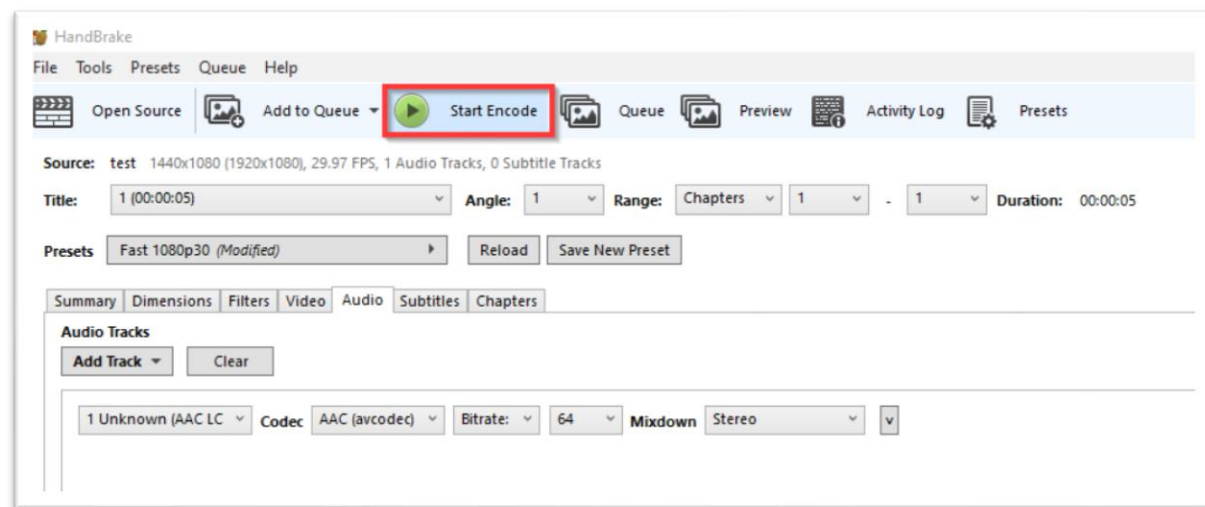 HandBrake
File Tools Presets Queue Help
Open Source Add to Queue Start Encode Queue Preview Activity Log Presets
Source: test 1440x1080 (1920x1080), 29.97 FPS, 1 Audio Tracks, 0 Subtitle Tracks
Title: 1 (00:00:05) Angle: 1 Range: Chapters 1 - 1 Duration: 00:00:05
Presets Fast 1080p30 (Modified) Reload Save New Preset
Summary Dimensions Filters Video Audio Subtitles Chapters
Audio Tracks
Add Track Clear
1 Unknown (AAC LC Codec AAC (avcodec) Bitrate: 64 Mixdown Stereo v